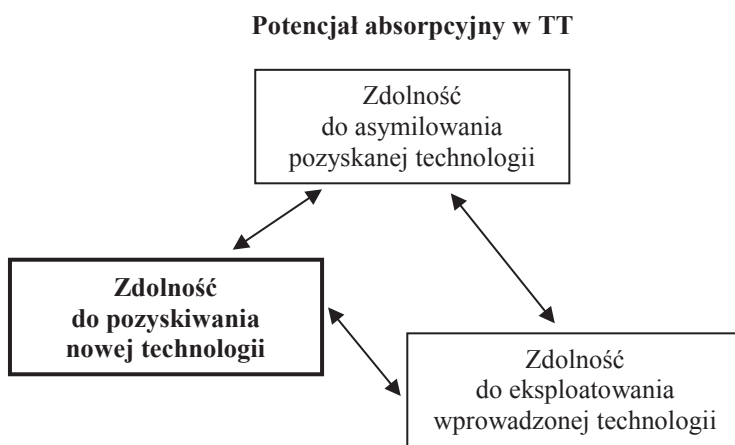 Potencjał absorpcyjny w TT
Zdolność
do asymilowania
pozyskanej technologii
Zdolność
do pozyskiwania
nowej technologii
Zdolność
do eksploatowania
wprowadzonej technologii